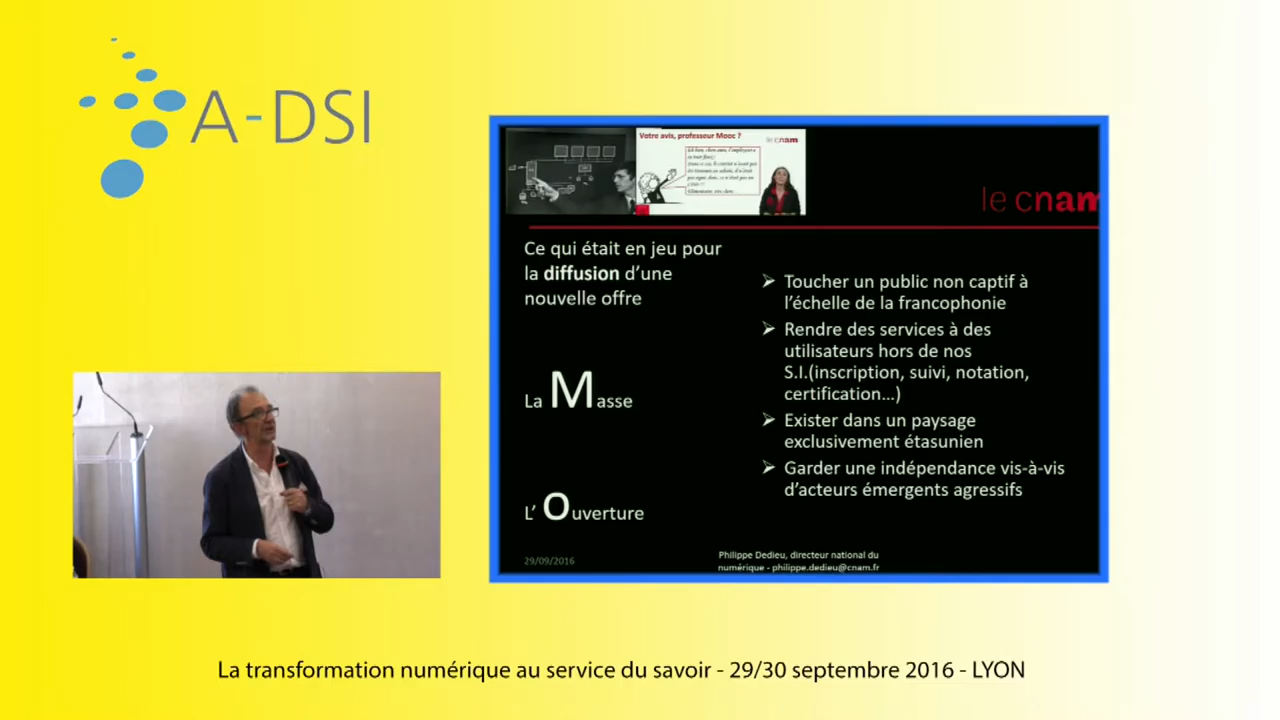 A-DSI
Votre avis, professeur Mooc ?
le cnam
le cnam
Ce qui était en jeu pour
la diffusion d'une
nouvelle offre
La Masse
L' Ouverture
➢ Toucher un public non captif à
l'échelle de la francophonie
➢ Rendre des services à des
utilisateurs hors de nos
S.I.(inscription, suivi, notation,
certification...)
➢ Exister dans un paysage
exclusivement étasunien
➢ Garder une indépendance vis-à-vis
d'acteurs émergents agressifs
29/09/2016
Philippe Dedieu, directeur national du
numérique - philippe.dedieu@cnam.fr
La transformation numérique au service du savoir - 29/30 septembre 2016 - LYON